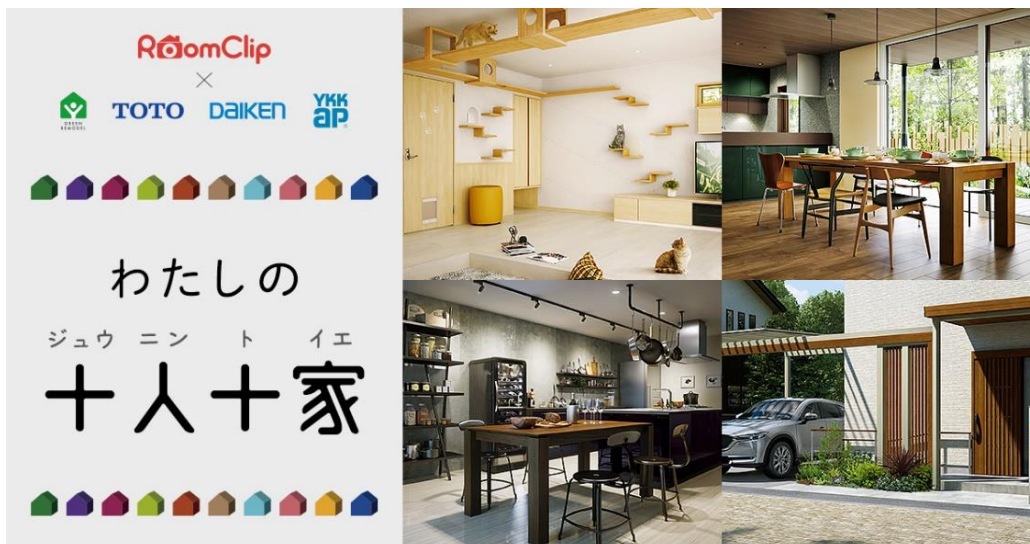 RoomClip
×
GREEN REMODEL TOTO DAIKEN YKK ap
わたしの
ジュウ ニン ト イエ
十人十家